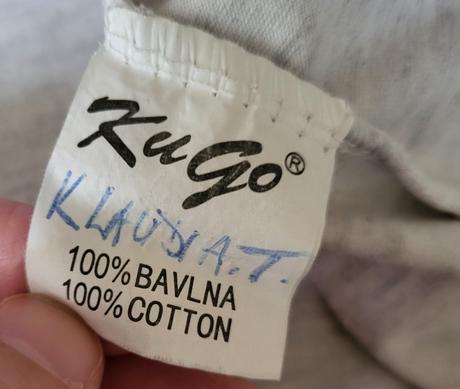 KuGo®
KLAUDIA.T.
100% BAVLNA
100% COTTON